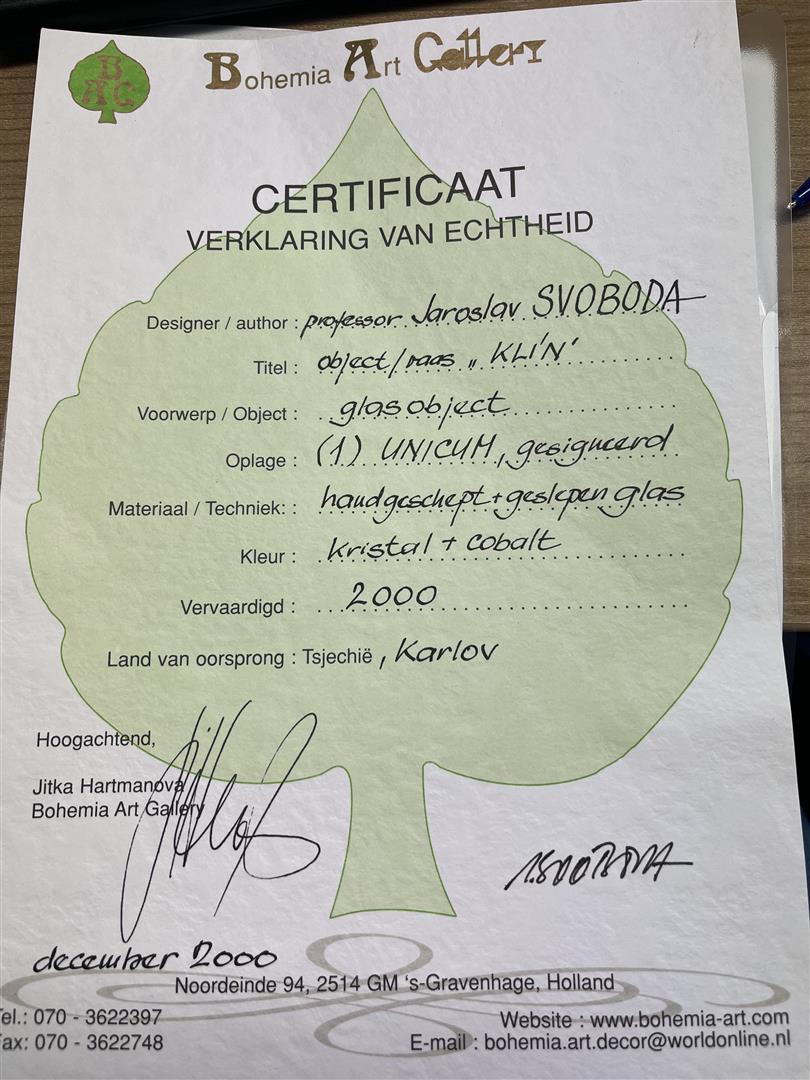 BAC
Bohemia Art Gallery
CERTIFICAAT
VERKLARING VAN ECHTHEID
Designer / author : professor Jaroslav SVOBODA
Titel : object/vaas „KLÍN"
Voorwerp / Object : glasobject
Oplage : (1) UNICUM, gesigneerd
Materiaal / Techniek: : handgeschept + geslepen glas
Kleur : kristal + cobalt
Vervaardigd : 2000
Land van oorsprong : Tsjechië, Karlov
Hoogachtend,
Jitka Hartmanova
Bohemia Art Gallery
J.SVOBODA
december 2000
Noordeinde 94, 2514 GM 's-Gravenhage, Holland
Tel.: 070 - 3622397
Fax: 070 - 3622748
Website : www.bohemia-art.com
E-mail : bohemia.art.decor@worldonline.nl